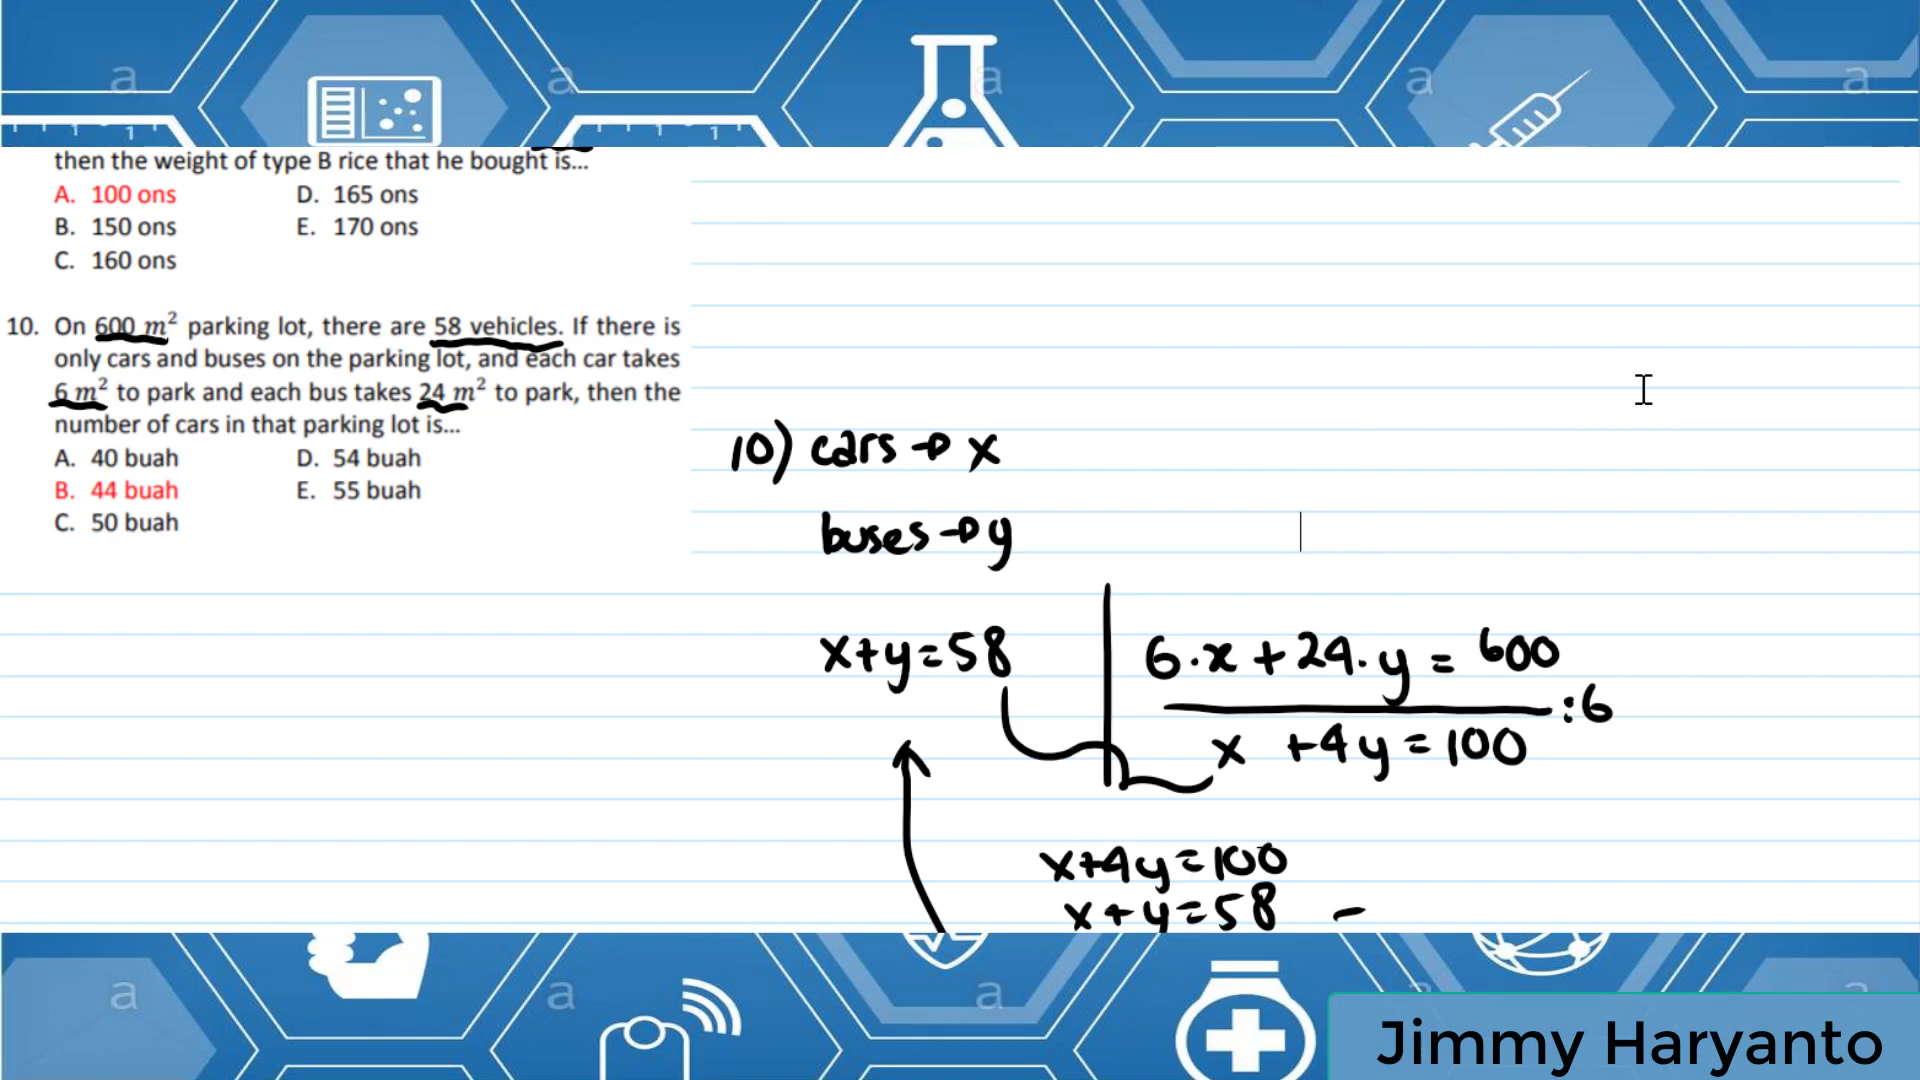 then the weight of type B rice that he bought is...
A. 100 ons D. 165 ons
B. 150 ons E. 170 ons
C. 160 ons
10. On 600 m² parking lot, there are 58 vehicles. If there is
only cars and buses on the parking lot, and each car takes
6 m² to park and each bus takes 24 m² to park, then the
number of cars in that parking lot is...
A. 40 buah D. 54 buah
B. 44 buah E. 55 buah
C. 50 buah
10) cars → x
buses → y
x+y=58
6·x+24·y=600
:6
x +4y=100
x+4y=100
x+y=58 −
Jimmy Haryanto
a a a a a
a a a a
1 1